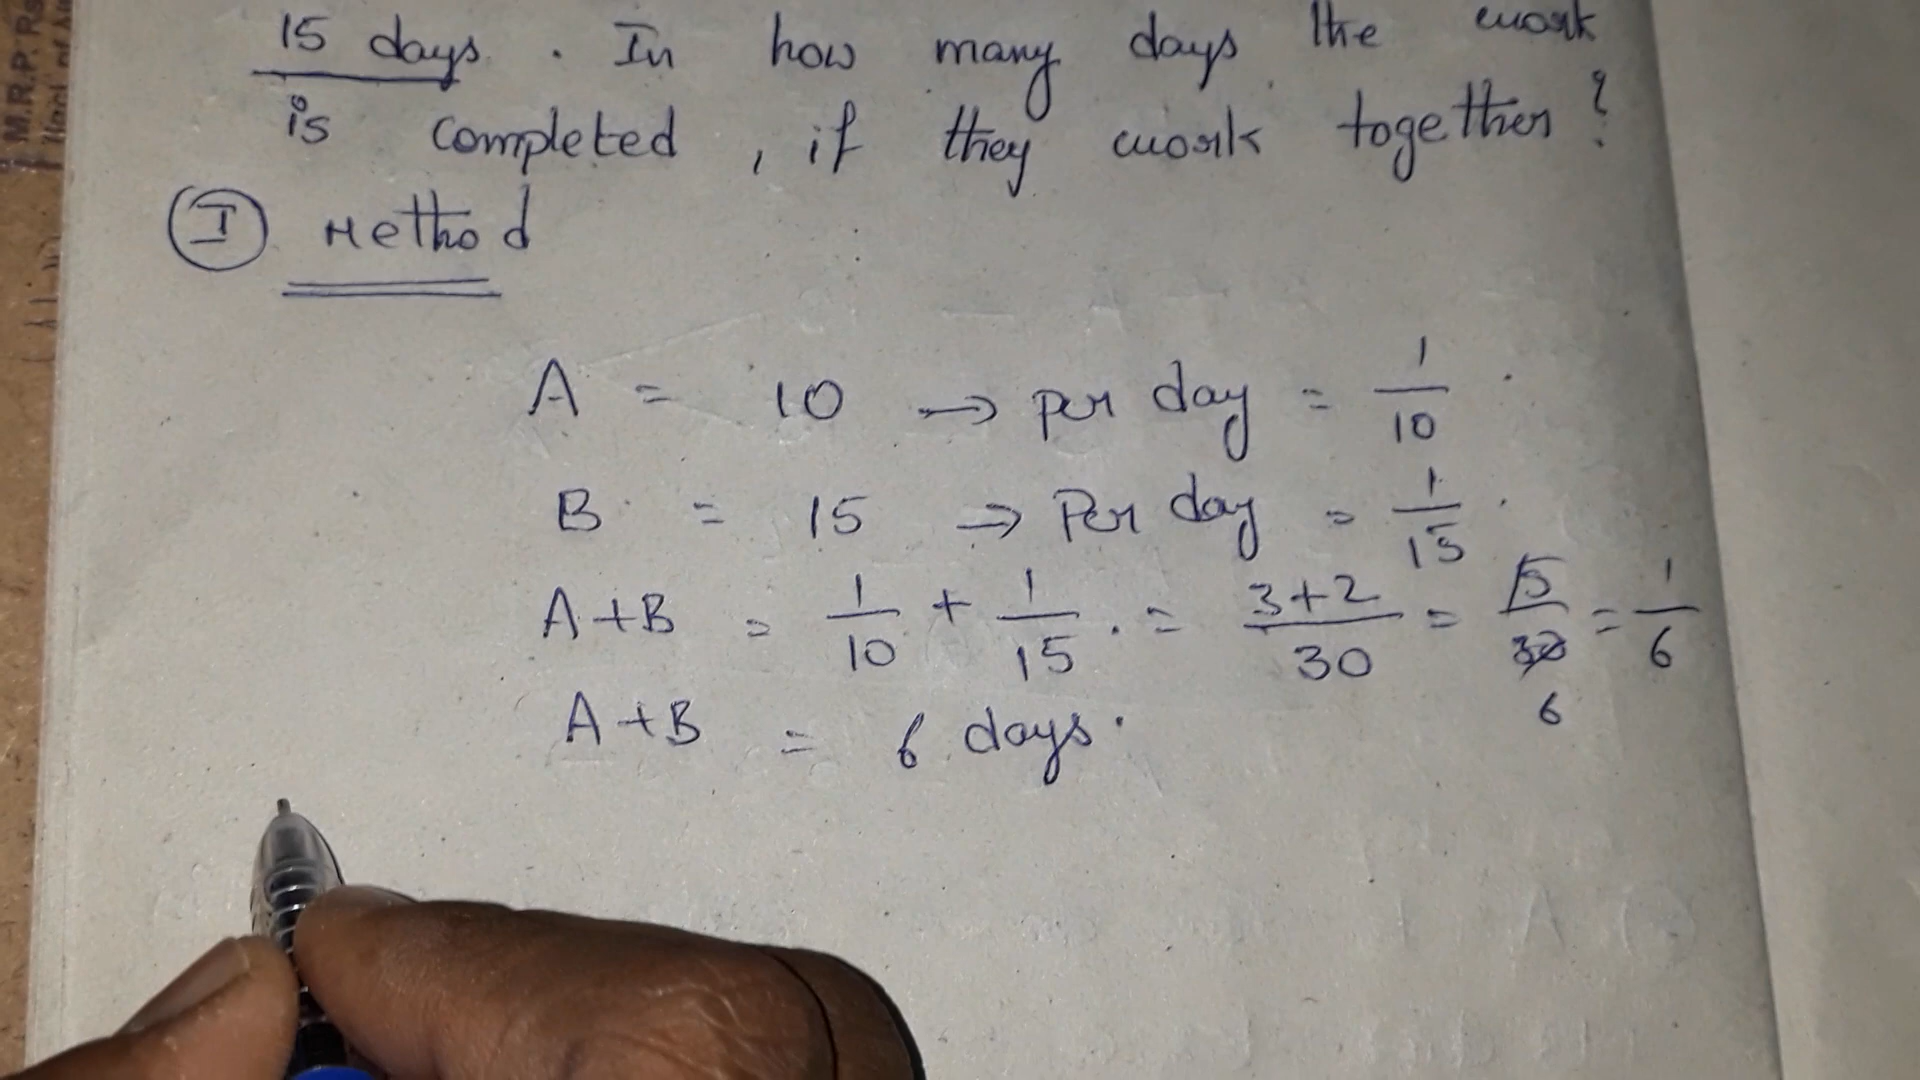 15 days. In how many days the work
is completed, if they work together?
I Method
A = 10 → per day = 1/10
B = 15 → Per day = 1/15
A+B = 1/10 + 1/15 = 3+2/30 = 5/30 = 1/6
6
A+B = 6 days.
M.R.P. Rs